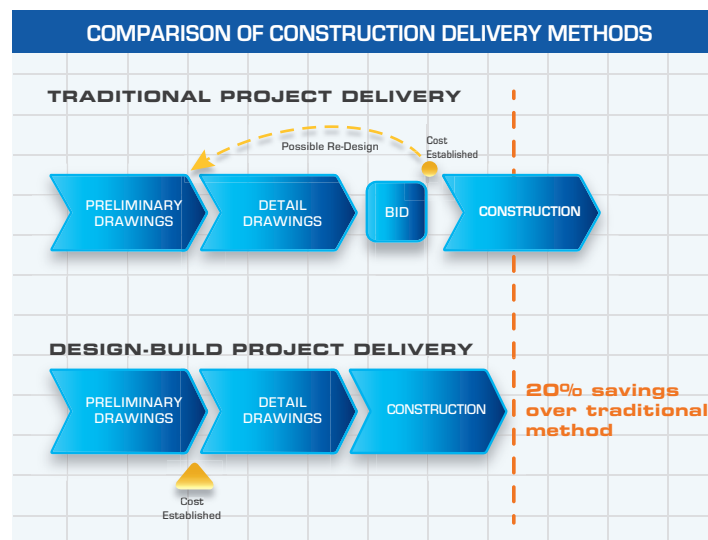 COMPARISON OF CONSTRUCTION DELIVERY METHODS
TRADITIONAL PROJECT DELIVERY
Possible Re-Design
Cost
Established
PRELIMINARY
DRAWINGS
DETAIL
DRAWINGS
BID
CONSTRUCTION
DESIGN-BUILD PROJECT DELIVERY
PRELIMINARY
DRAWINGS
DETAIL
DRAWINGS
CONSTRUCTION
20% savings
over traditional
method
Cost
Established